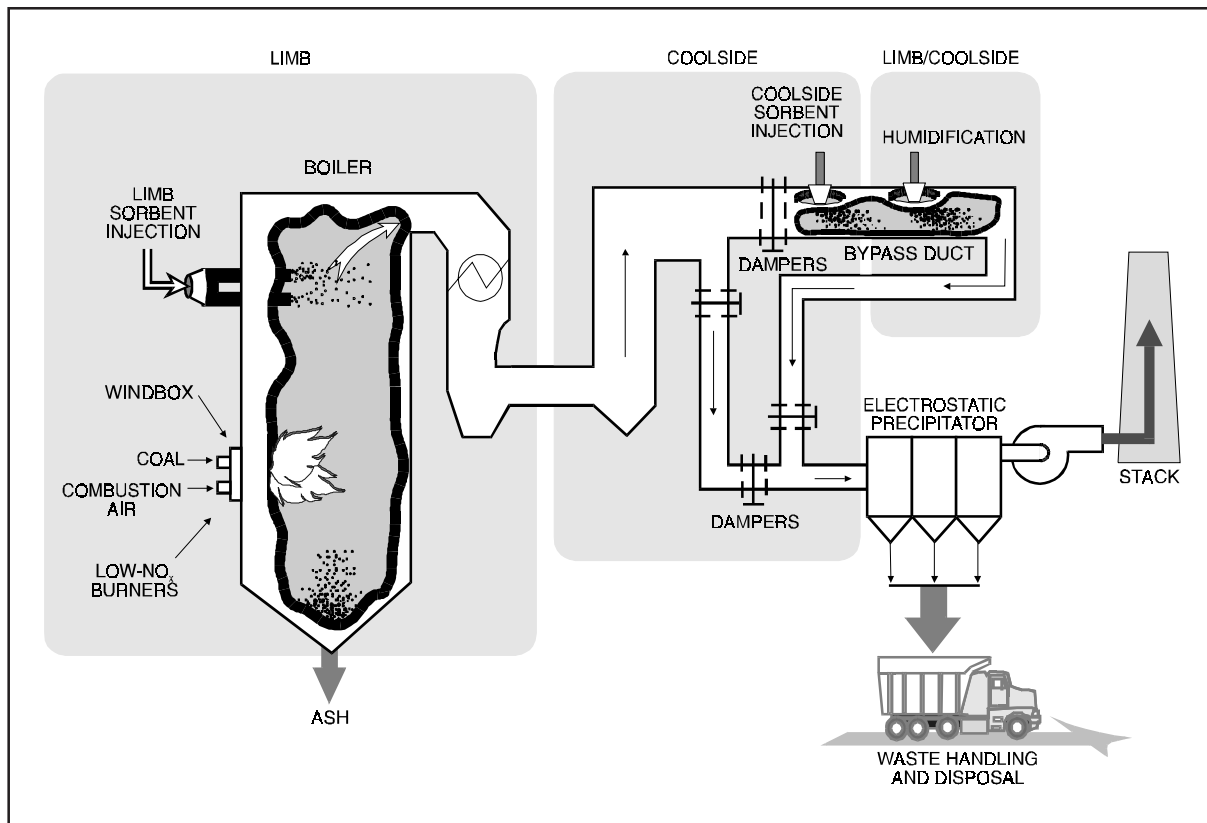 LIMB
COOLSIDE
LIMB/COOLSIDE
COOLSIDE
SORBENT
INJECTION
HUMIDIFICATION
BOILER
LIMB
SORBENT
INJECTION
DAMPERS
BYPASS DUCT
WINDBOX
COAL
COMBUSTION
AIR
LOW-NOx
BURNERS
DAMPERS
ELECTROSTATIC
PRECIPITATOR
STACK
ASH
WASTE HANDLING
AND DISPOSAL